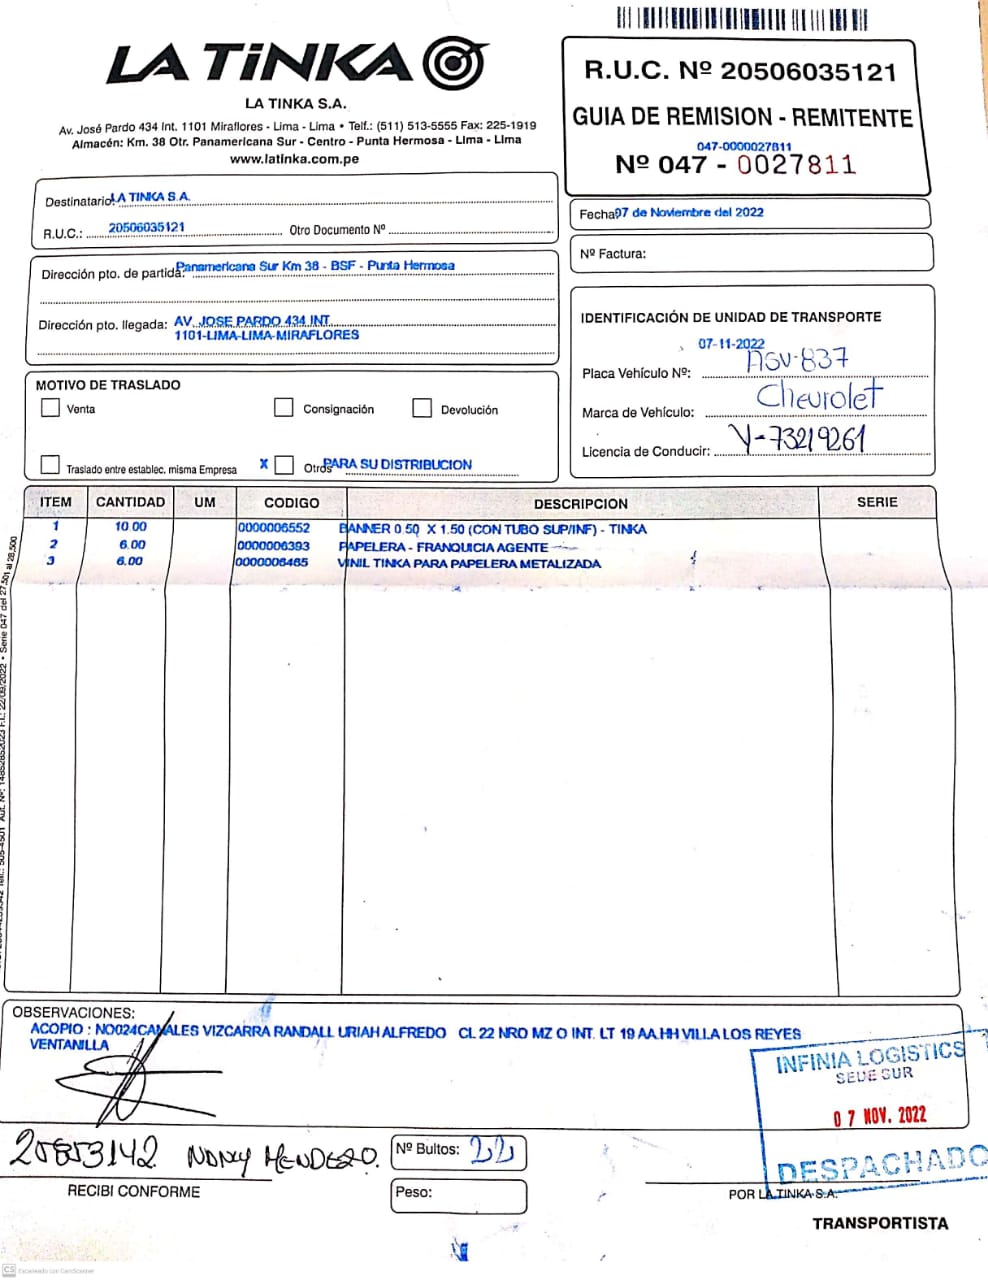 LA TiNKA
LA TINKA S.A.
Av. José Pardo 434 Int. 1101 Miraflores - Lima - Lima • Telf.: (511) 513-5555 Fax: 225-1919
Almacén: Km. 38 Otr. Panamericana Sur - Centro - Punta Hermosa - Lima - Lima
www.latinka.com.pe
R.U.C. Nº 20506035121
GUIA DE REMISION - REMITENTE
047-0000027811
Nº 047 - 0027811
Destinatario: LA TINKA S.A.
R.U.C.: 20506035121 Otro Documento Nº
Fecha: 07 de Noviembre del 2022
Nº Factura:
Dirección pto. de partida: Panamericana Sur Km 38 - BSF - Punta Hermosa
Dirección pto. llegada: AV. JOSE PARDO 434 INT.
1101-LIMA-LIMA-MIRAFLORES
IDENTIFICACIÓN DE UNIDAD DE TRANSPORTE
07-11-2022
Placa Vehículo Nº: ASV-837
Marca de Vehículo: Chevrolet
Licencia de Conducir: Y-73219261
MOTIVO DE TRASLADO
Venta Consignación Devolución
Traslado entre establec. misma Empresa X Otros PARA SU DISTRIBUCION
ITEM CANTIDAD UM CODIGO DESCRIPCION SERIE
1 10.00 0000006552 BANNER 0.50 X 1.50 (CON TUBO SUP/INF) - TINKA
2 6.00 0000006393 PAPELERA - FRANQUICIA AGENTE
3 6.00 0000006465 VINIL TINKA PARA PAPELERA METALIZADA
OBSERVACIONES:
ACOPIO : NO024CANALES VIZCARRA RANDALL URIAH ALFREDO CL 22 NRO MZ O INT. LT 19 AA.HH VILLA LOS REYES
VENTANILLA
INFINIA LOGISTICS
SEDE SUR
07 NOV. 2022
DESPACHADO
25853142 NANCY MENDOZA.
RECIBI CONFORME
Nº Bultos: 22
Peso:
POR LA TINKA S.A.
TRANSPORTISTA
CS Escaneado con CamScanner